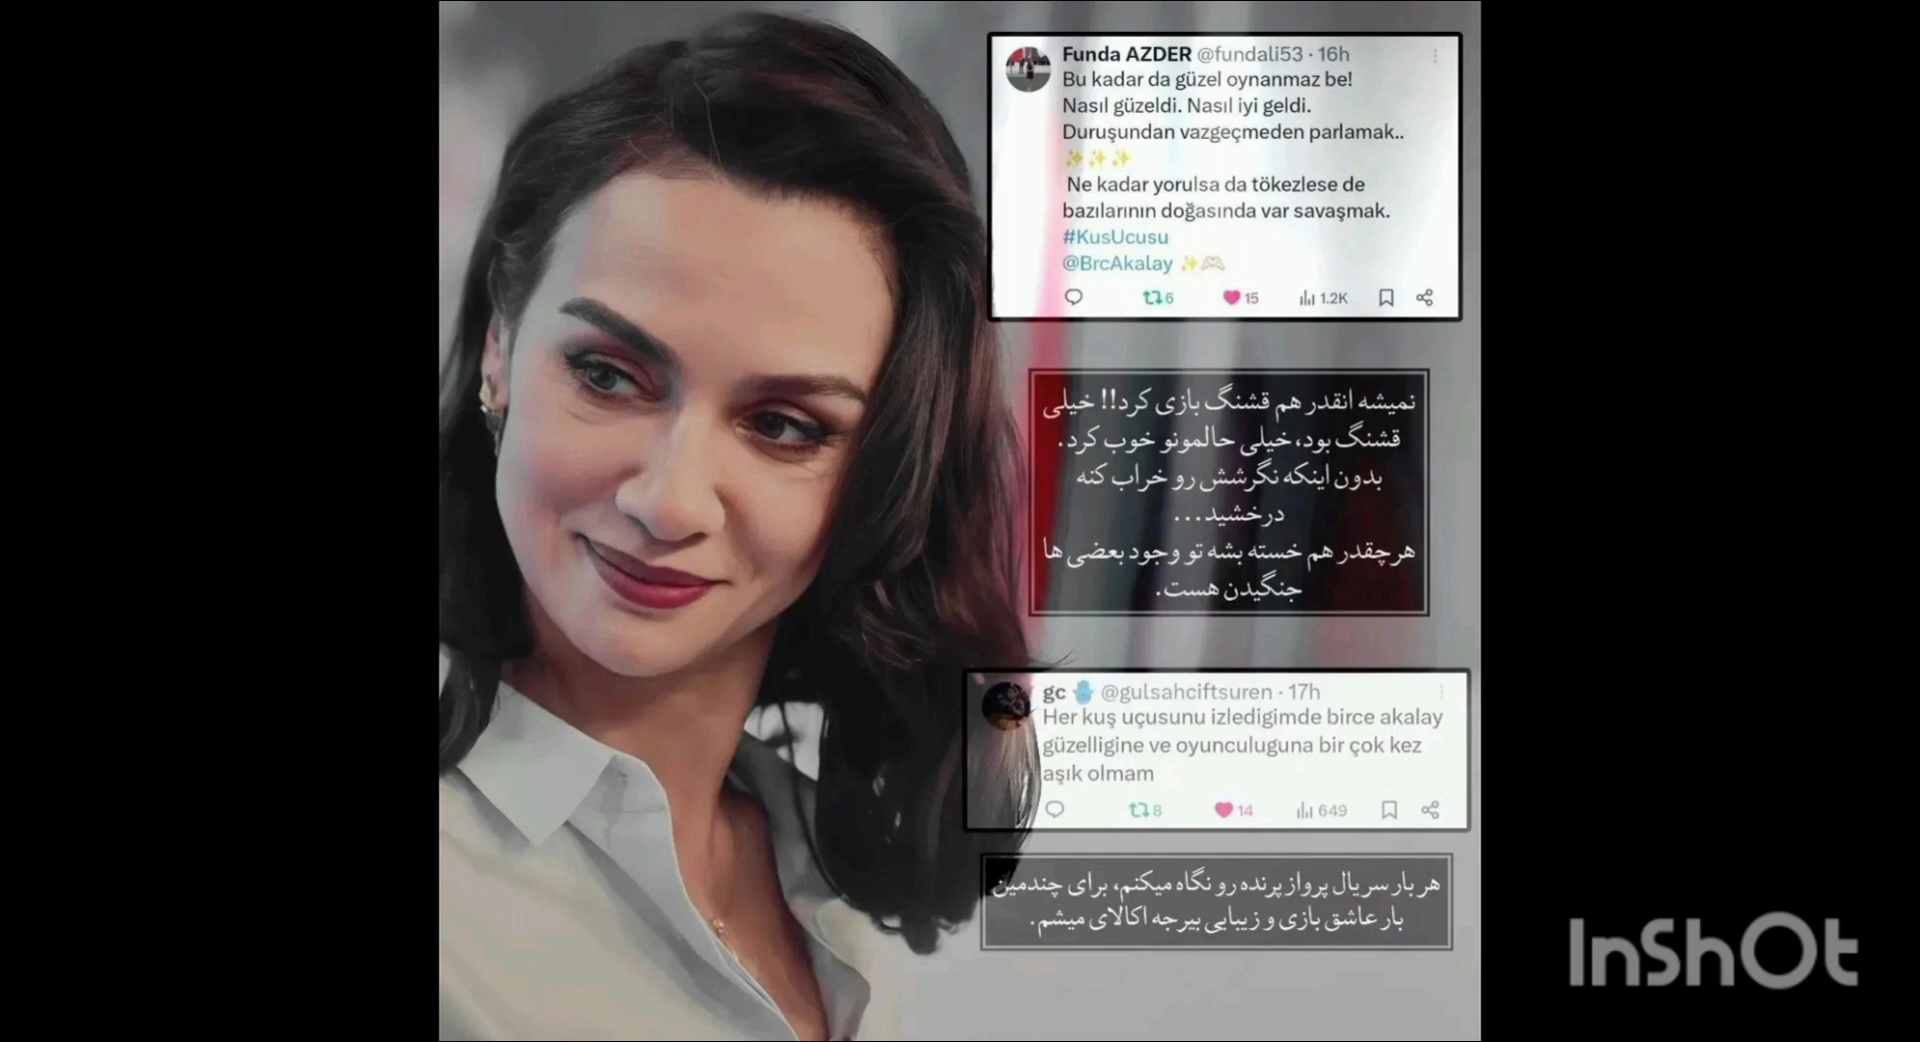 Funda AZDER @fundali53 · 16h
Bu kadar da güzel oynanmaz be!
Nasıl güzeldi. Nasıl iyi geldi.
Duruşundan vazgeçmeden parlamak..
✨✨✨
Ne kadar yorulsa da tökezlese de
bazılarının doğasında var savaşmak.
#KusUcusu
@BrcAkalay ✨🫶🏻
6 15 1.2K
نمیشه انقدر هم قشنگ بازی کرد!! خیلی
قشنگ بود، خیلی حالمونو خوب کرد.
بدون اینکه نگرشش رو خراب کنه
درخشید...
هرچقدر هم خسته بشه تو وجود بعضی ها
جنگیدن هست.
gc 🪬 @gulsahciftsuren · 17h
Her kuş uçusunu izledigimde birce akalay
güzelligine ve oyunculuguna bir çok kez
aşık olmam
8 14 649
هر بار سریال پرواز پرنده رو نگاه میکنم، برای چندمین
بار عاشق بازی و زیبایی بیرجه اکالای میشم.
InShOt